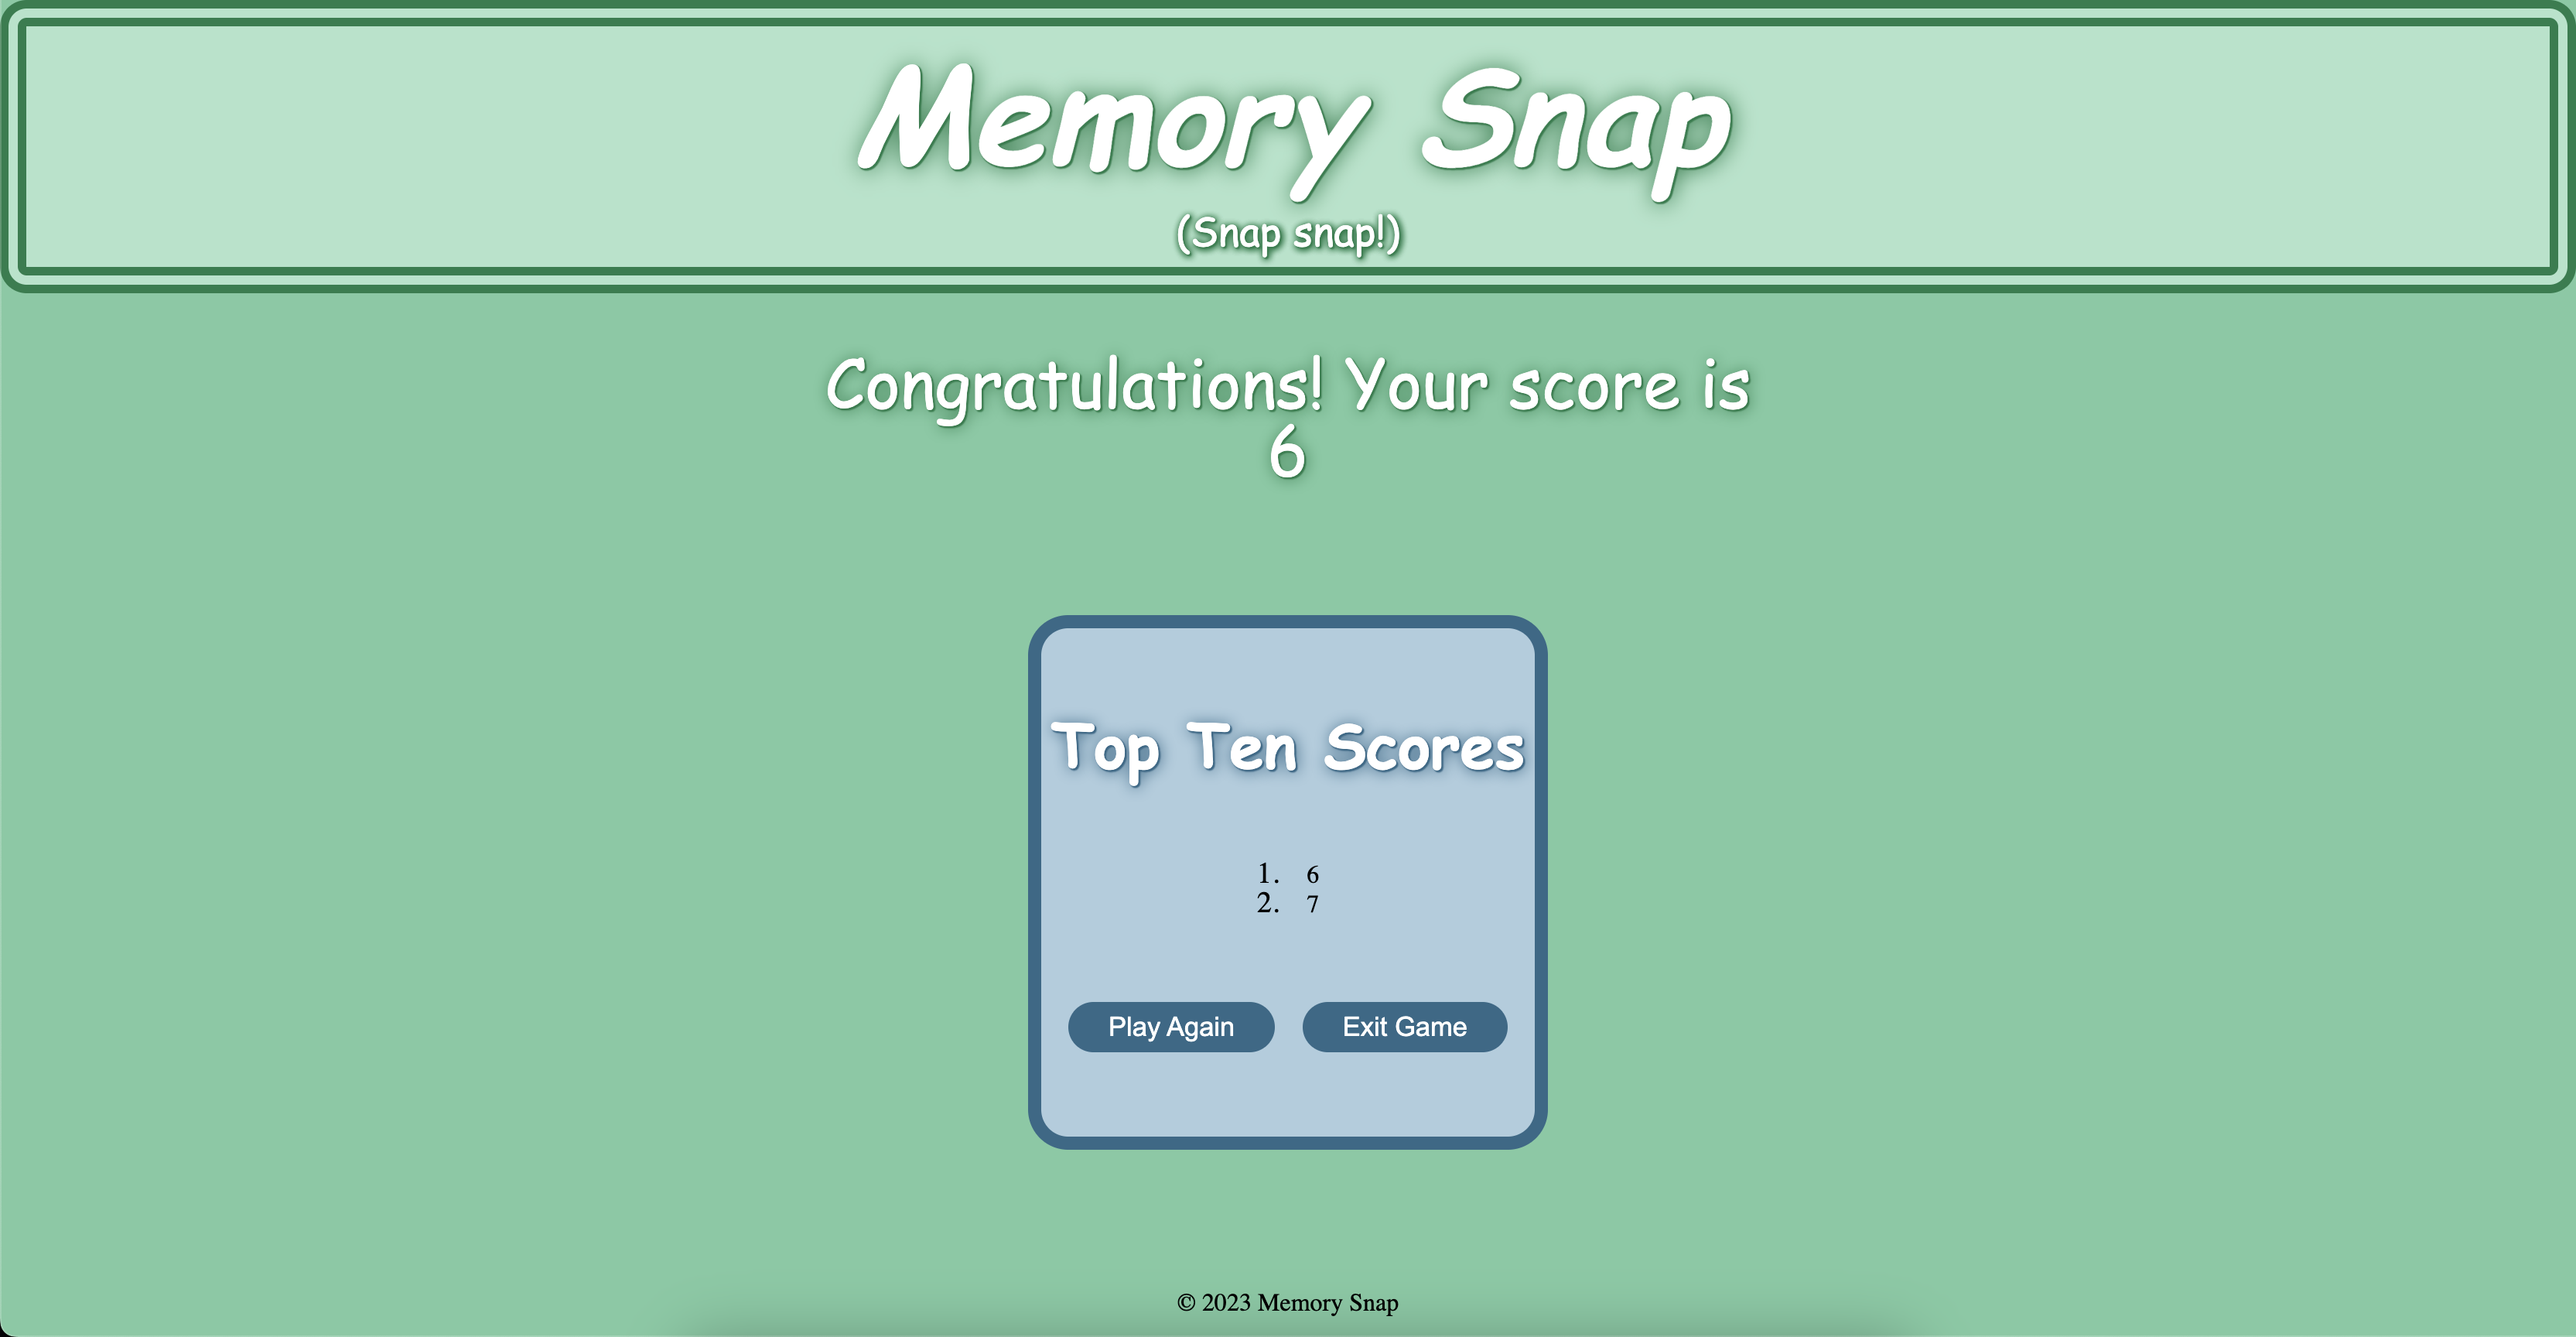 Memory Snap
(Snap snap!)
Congratulations! Your score is
6
Top Ten Scores
1. 6
2. 7
Play Again Exit Game
© 2023 Memory Snap